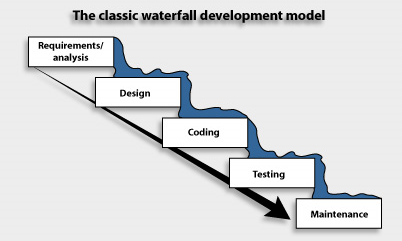 The classic waterfall development model
Requirements/
analysis
Design
Coding
Testing
Maintenance